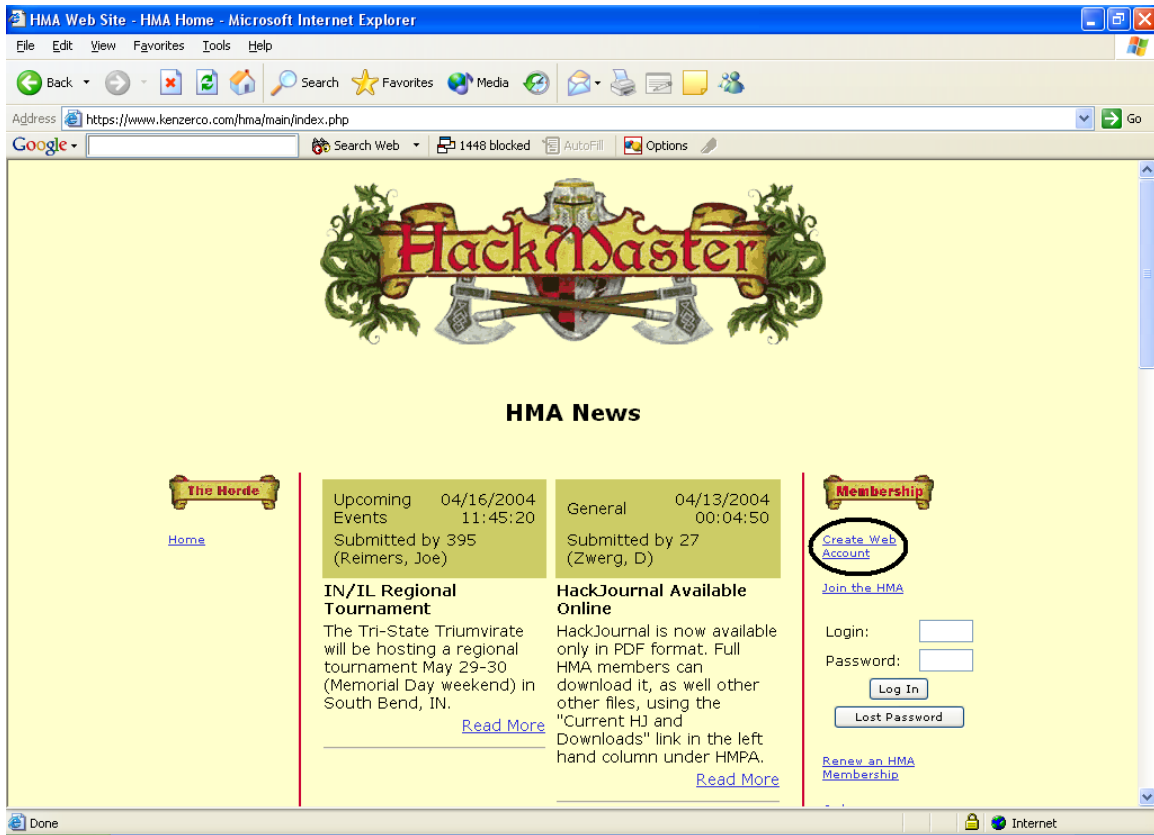 HMA Web Site - HMA Home - Microsoft Internet Explorer
File Edit View Favorites Tools Help
Back Search Favorites Media
Address https://www.kenzerco.com/hma/main/index.php Go
Google Search Web 1448 blocked AutoFill Options
HackMaster
HMA News
The Horde
Home
Upcoming Events 04/16/2004 11:45:20
Submitted by 395
(Reimers, Joe)
IN/IL Regional
Tournament
The Tri-State Triumvirate
will be hosting a regional
tournament May 29-30
(Memorial Day weekend) in
South Bend, IN.
Read More
General 04/13/2004 00:04:50
Submitted by 27
(Zwerg, D)
HackJournal Available
Online
HackJournal is now available
only in PDF format. Full
HMA members can
download it, as well other
other files, using the
"Current HJ and
Downloads" link in the left
hand column under HMPA.
Read More
Membership
Create Web
Account
Join the HMA
Login:
Password:
Log In
Lost Password
Renew an HMA
Membership
Done Internet